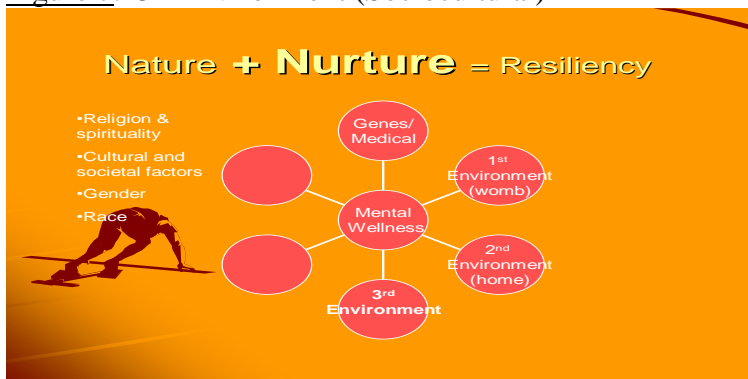 Nature + Nurture = Resiliency
•Religion &
spirituality
•Cultural and
societal factors
•Gender
•Race
Genes/
Medical
1st
Environment
(womb)
Mental
Wellness
2nd
Environment
(home)
3rd
Environment